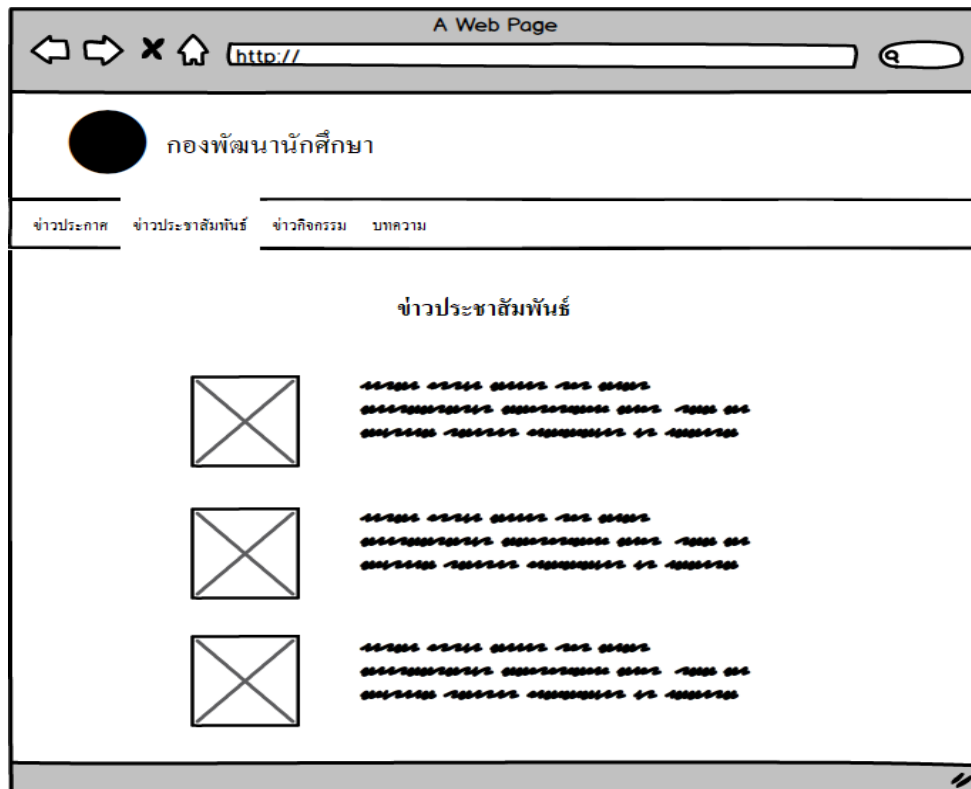 A Web Page
http://
กองพัฒนานักศึกษา
ข่าวประกาศ ข่าวประชาสัมพันธ์ ข่าวกิจกรรม บทความ
ข่าวประชาสัมพันธ์